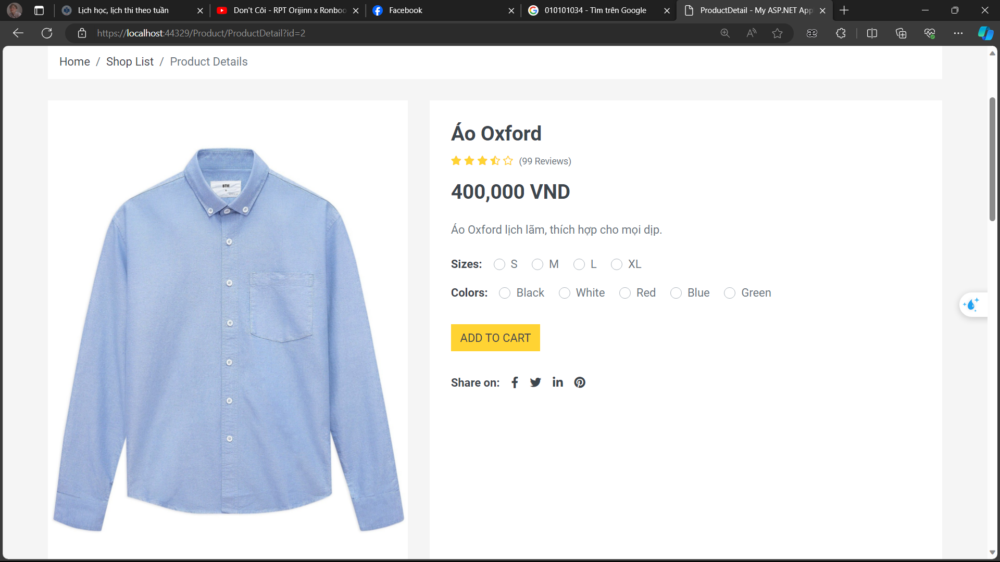 Lịch học, lịch thi theo tuần
Don't Côi - RPT Orijinn x Ronboo
Facebook
010101034 - Tìm trên Google
ProductDetail - My ASP.NET App
https://localhost:44329/Product/ProductDetail?id=2
Home / Shop List / Product Details
BTM
Áo Oxford
(99 Reviews)
400,000 VND
Áo Oxford lịch lãm, thích hợp cho mọi dịp.
Sizes: S M L XL
Colors: Black White Red Blue Green
ADD TO CART
Share on: